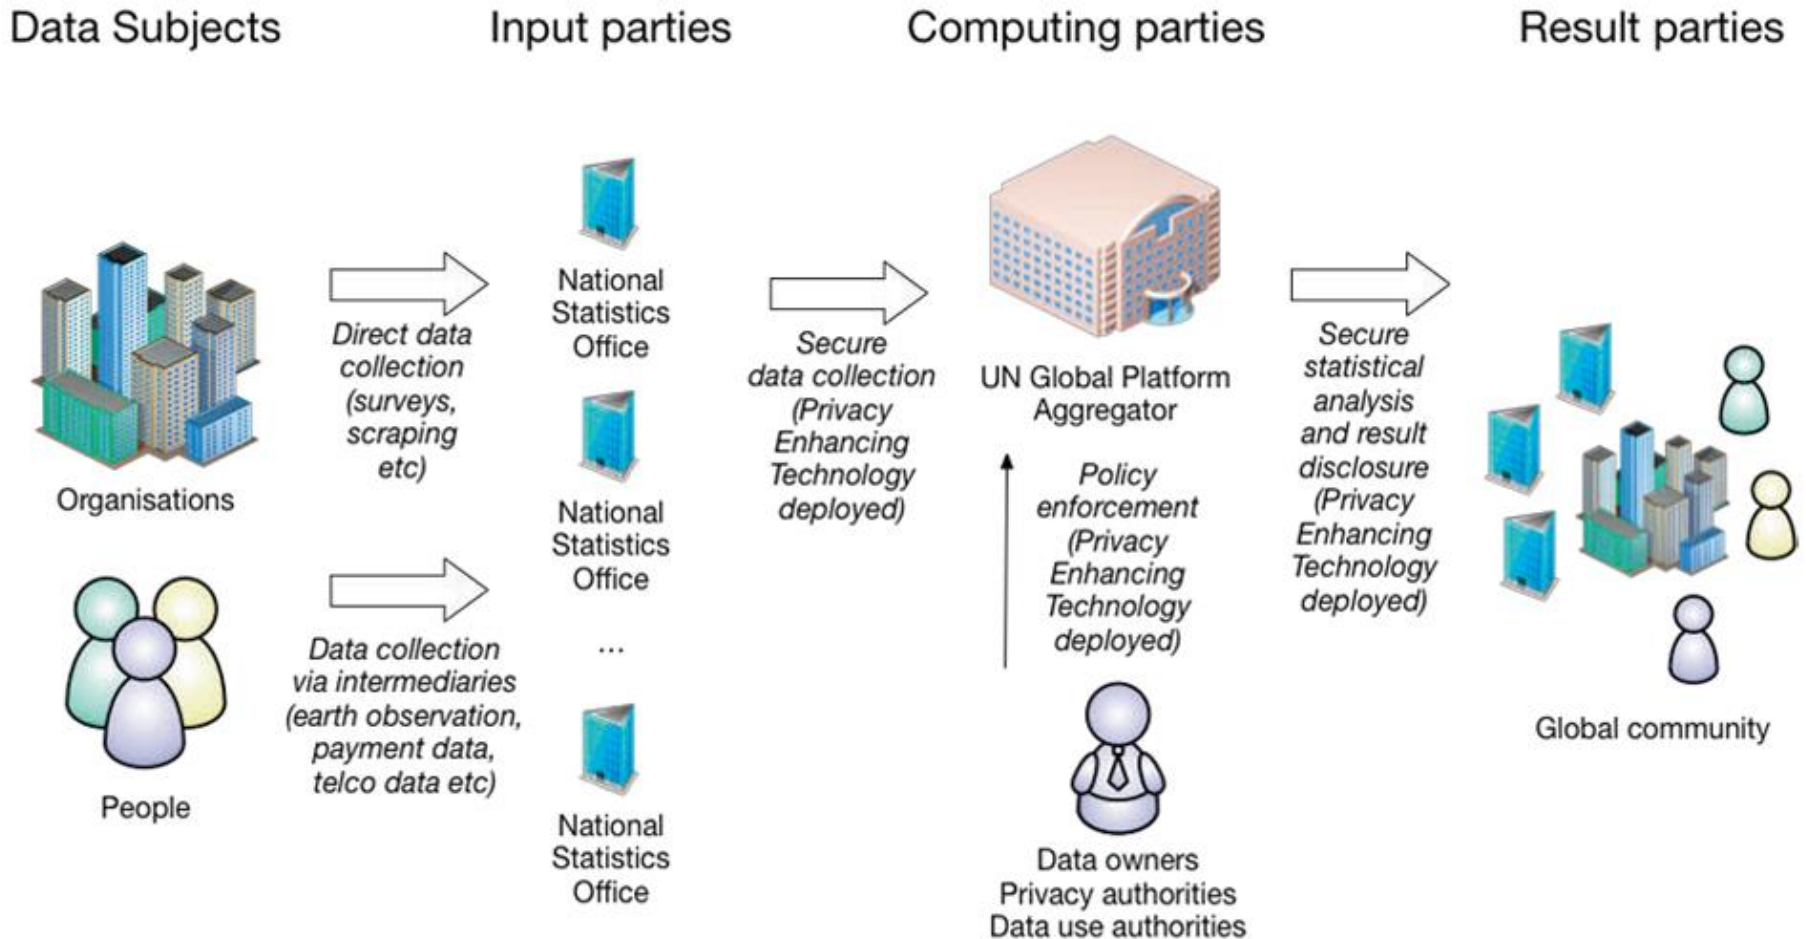 Data Subjects
Input parties
Computing parties
Result parties
Organisations
People
Direct data
collection
(surveys,
scraping
etc)
Data collection
via intermediaries
(earth observation,
payment data,
telco data etc)
National
Statistics
Office
National
Statistics
Office
...
National
Statistics
Office
Secure
data collection
(Privacy
Enhancing
Technology
deployed)
UN Global Platform
Aggregator
Policy
enforcement
(Privacy
Enhancing
Technology
deployed)
Data owners
Privacy authorities
Data use authorities
Secure
statistical
analysis
and result
disclosure
(Privacy
Enhancing
Technology
deployed)
Global community